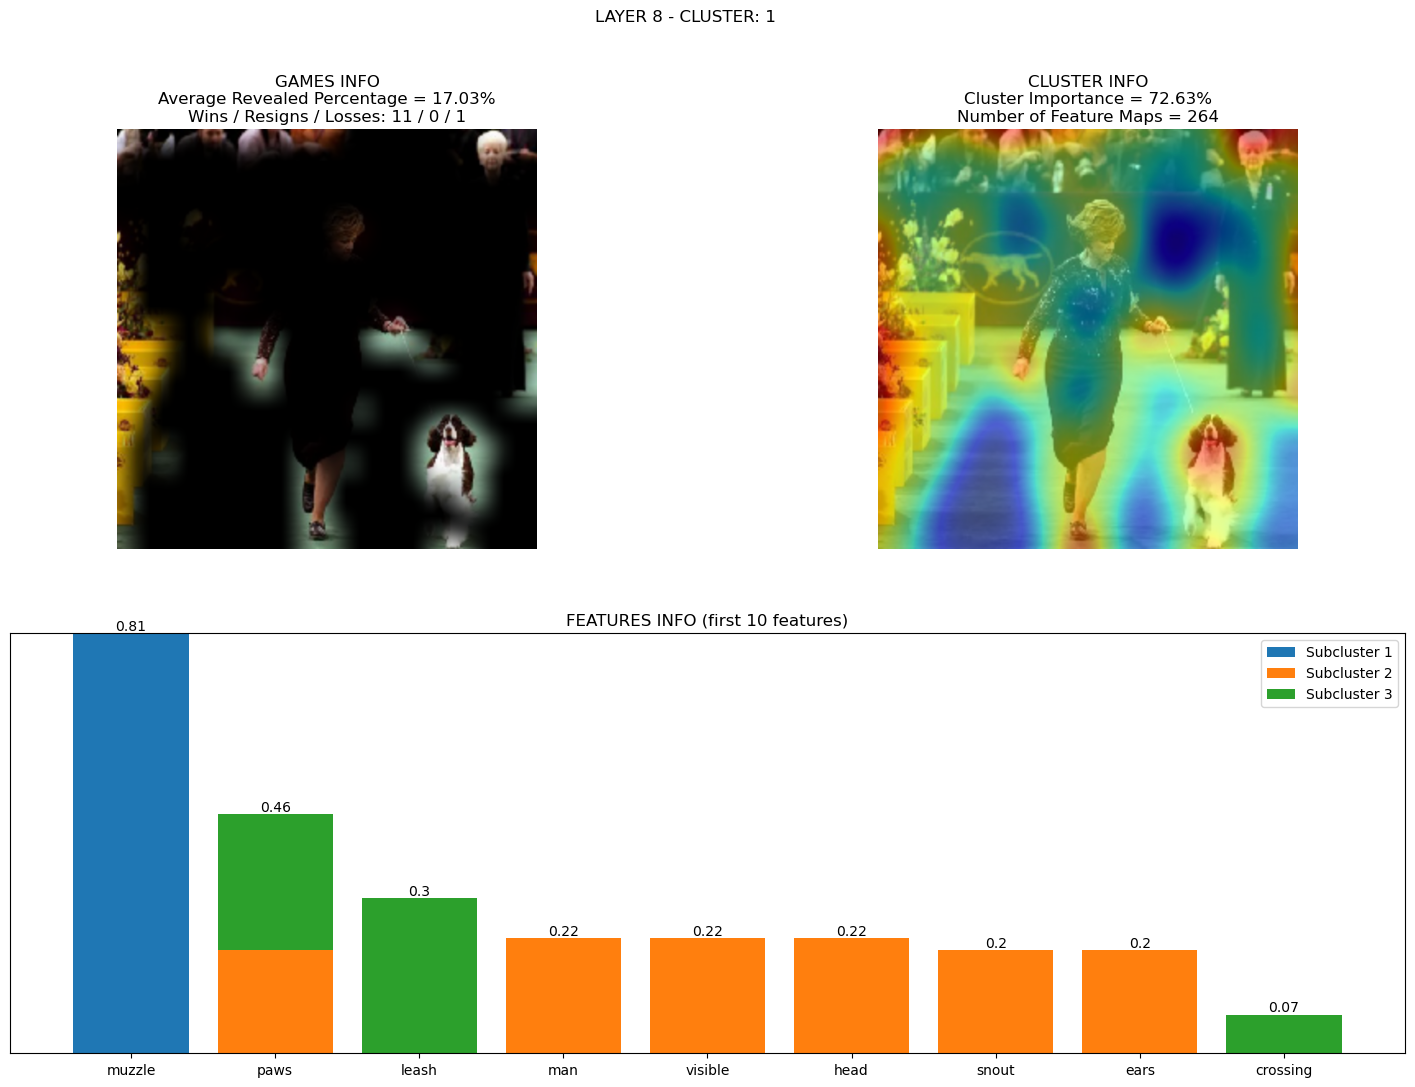 LAYER 8 - CLUSTER: 1
GAMES INFO
Average Revealed Percentage = 17.03%
Wins / Resigns / Losses: 11 / 0 / 1
CLUSTER INFO
Cluster Importance = 72.63%
Number of Feature Maps = 264
FEATURES INFO (first 10 features)
0.81
0.46
0.3
0.22
0.22
0.22
0.2
0.2
0.07
Subcluster 1
Subcluster 2
Subcluster 3
muzzle
paws
leash
man
visible
head
snout
ears
crossing